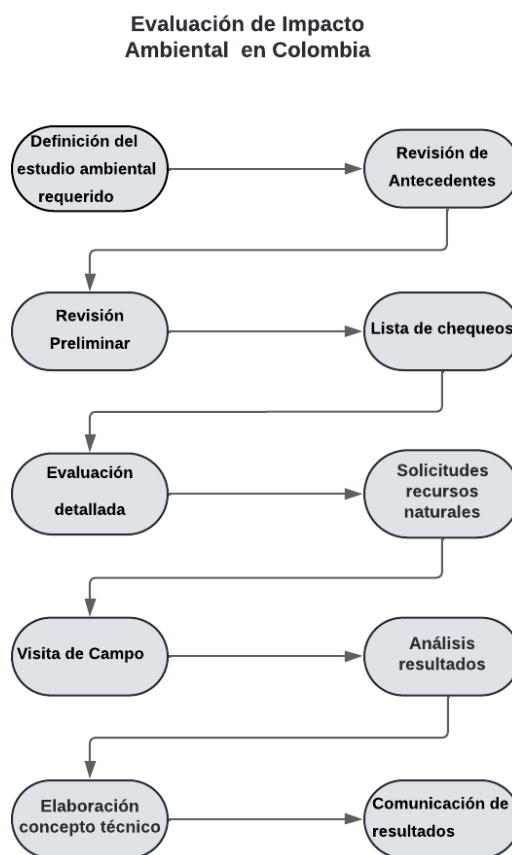 Evaluación de Impacto
Ambiental en Colombia
Definición del
estudio ambiental
requerido
Revisión de
Antecedentes
Revisión
Preliminar
Lista de chequeos
Evaluación
detallada
Solicitudes
recursos
naturales
Visita de Campo
Análisis
resultados
Elaboración
concepto técnico
Comunicación de
resultados